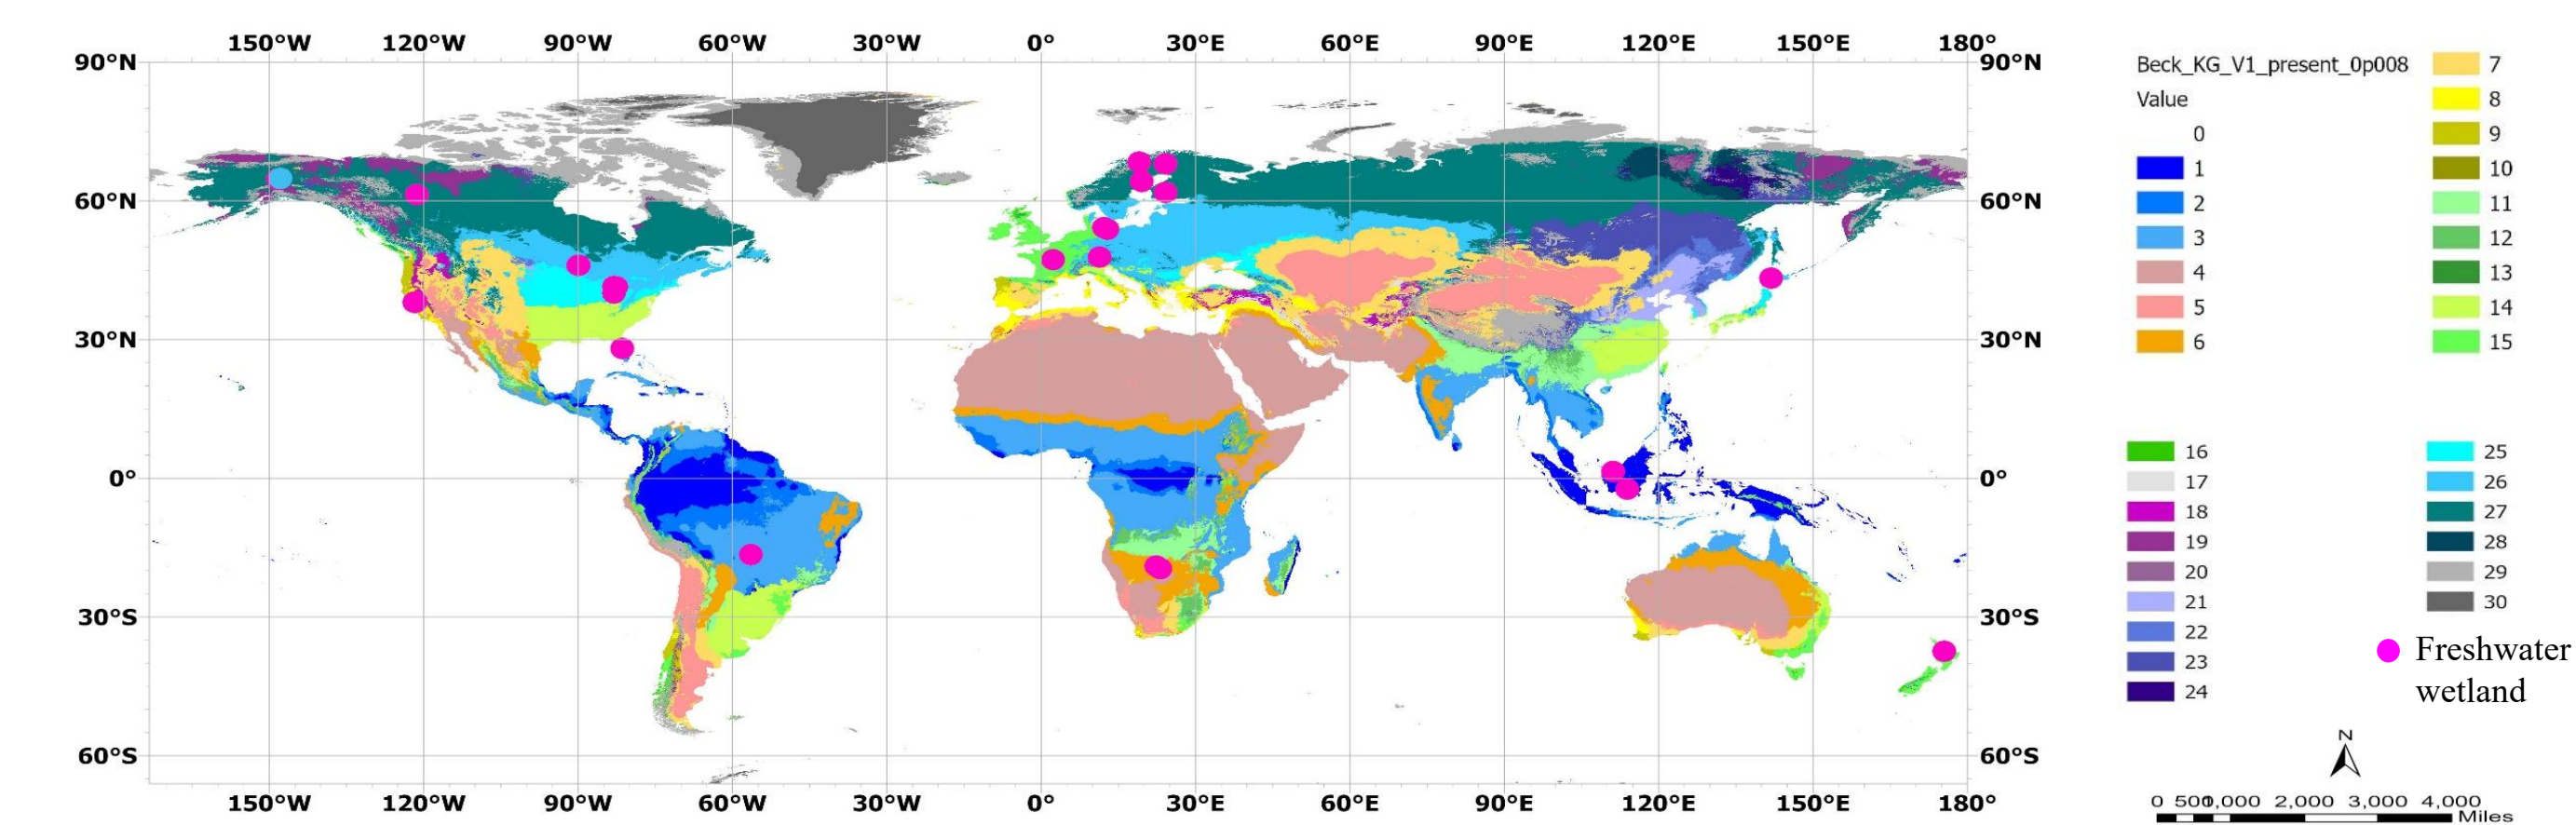 150°W 120°W 90°W 60°W 30°W 0° 30°E 60°E 90°E 120°E 150°E 180°
90°N 90°N
60°N 60°N
30°N 30°N
0° 0°
30°S 30°S
60°S 60°S
150°W 120°W 90°W 60°W 30°W 0° 30°E 60°E 90°E 120°E 150°E 180°
Beck_KG_V1_present_0p008
Value
0
1
2
3
4
5
6
7
8
9
10
11
12
13
14
15
16
17
18
19
20
21
22
23
24
25
26
27
28
29
30
Freshwater
wetland
N
0 500 1,000 2,000 3,000 4,000
Miles